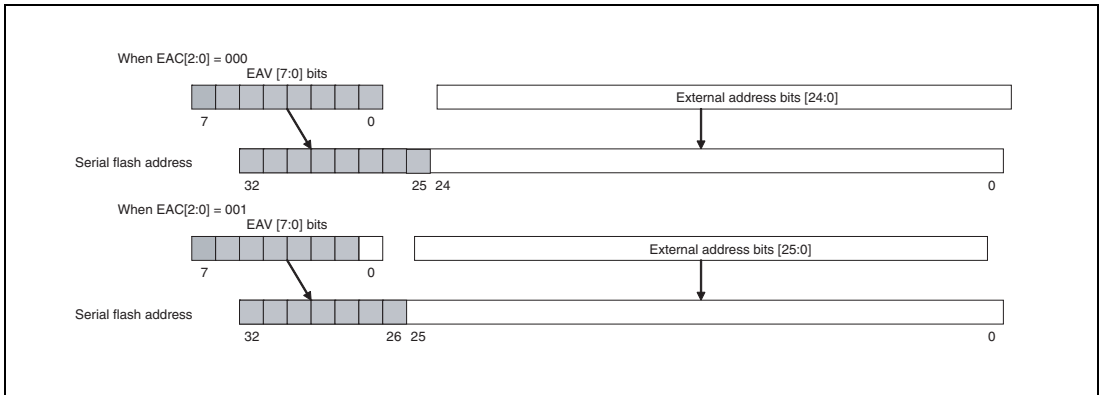 When EAC[2:0] = 000
EAV [7:0] bits
External address bits [24:0]
7 0
Serial flash address
32 25 24 0
When EAC[2:0] = 001
EAV [7:0] bits
External address bits [25:0]
7 0
Serial flash address
32 26 25 0